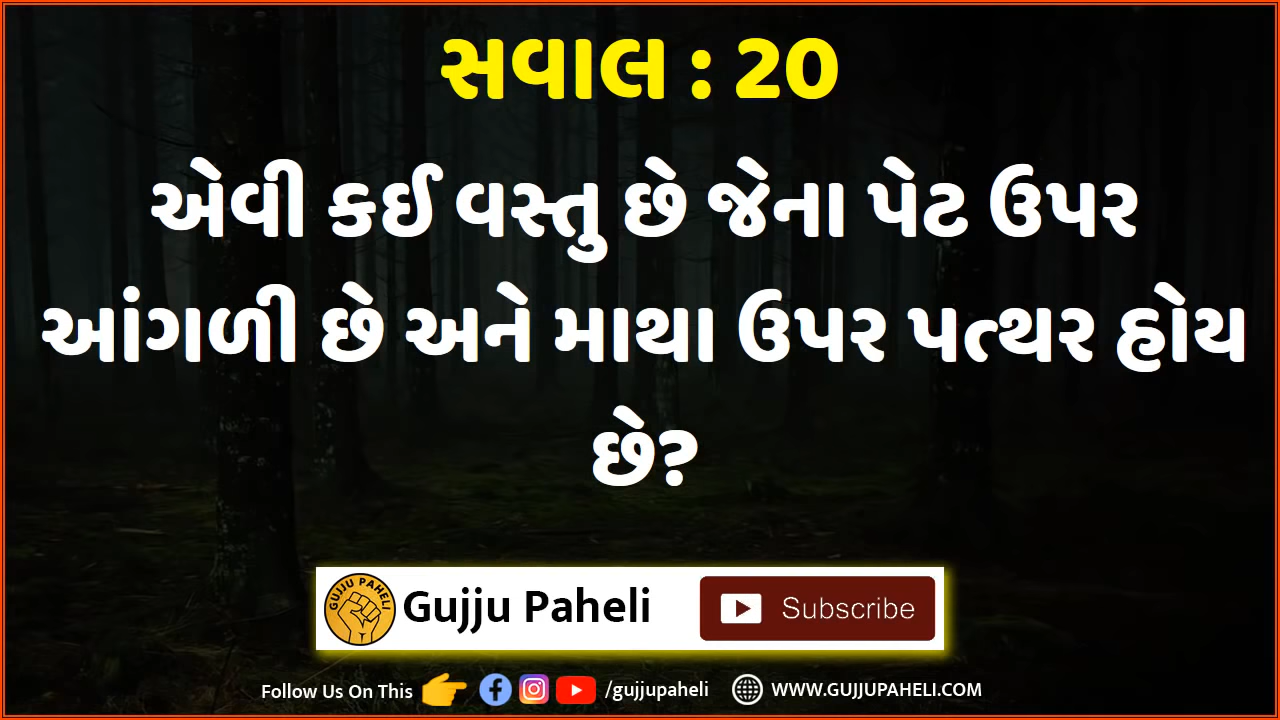 સવાલ : 20
એવી કઈ વસ્તુ છે જેના પેટ ઉપર
આંગળી છે અને માથા ઉપર પત્થર હોય
છે?
GUJJU PAHELI
Gujju Paheli
Subscribe
Follow Us On This /gujjupaheli WWW.GUJJUPAHELI.COM